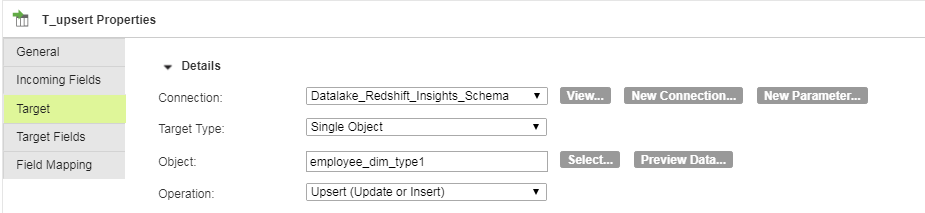 T_upsert Properties
General
Incoming Fields
Target
Target Fields
Field Mapping
Details
Connection: Datalake_Redshift_Insights_Schema View... New Connection... New Parameter...
Target Type: Single Object
Object: employee_dim_type1 Select... Preview Data...
Operation: Upsert (Update or Insert)